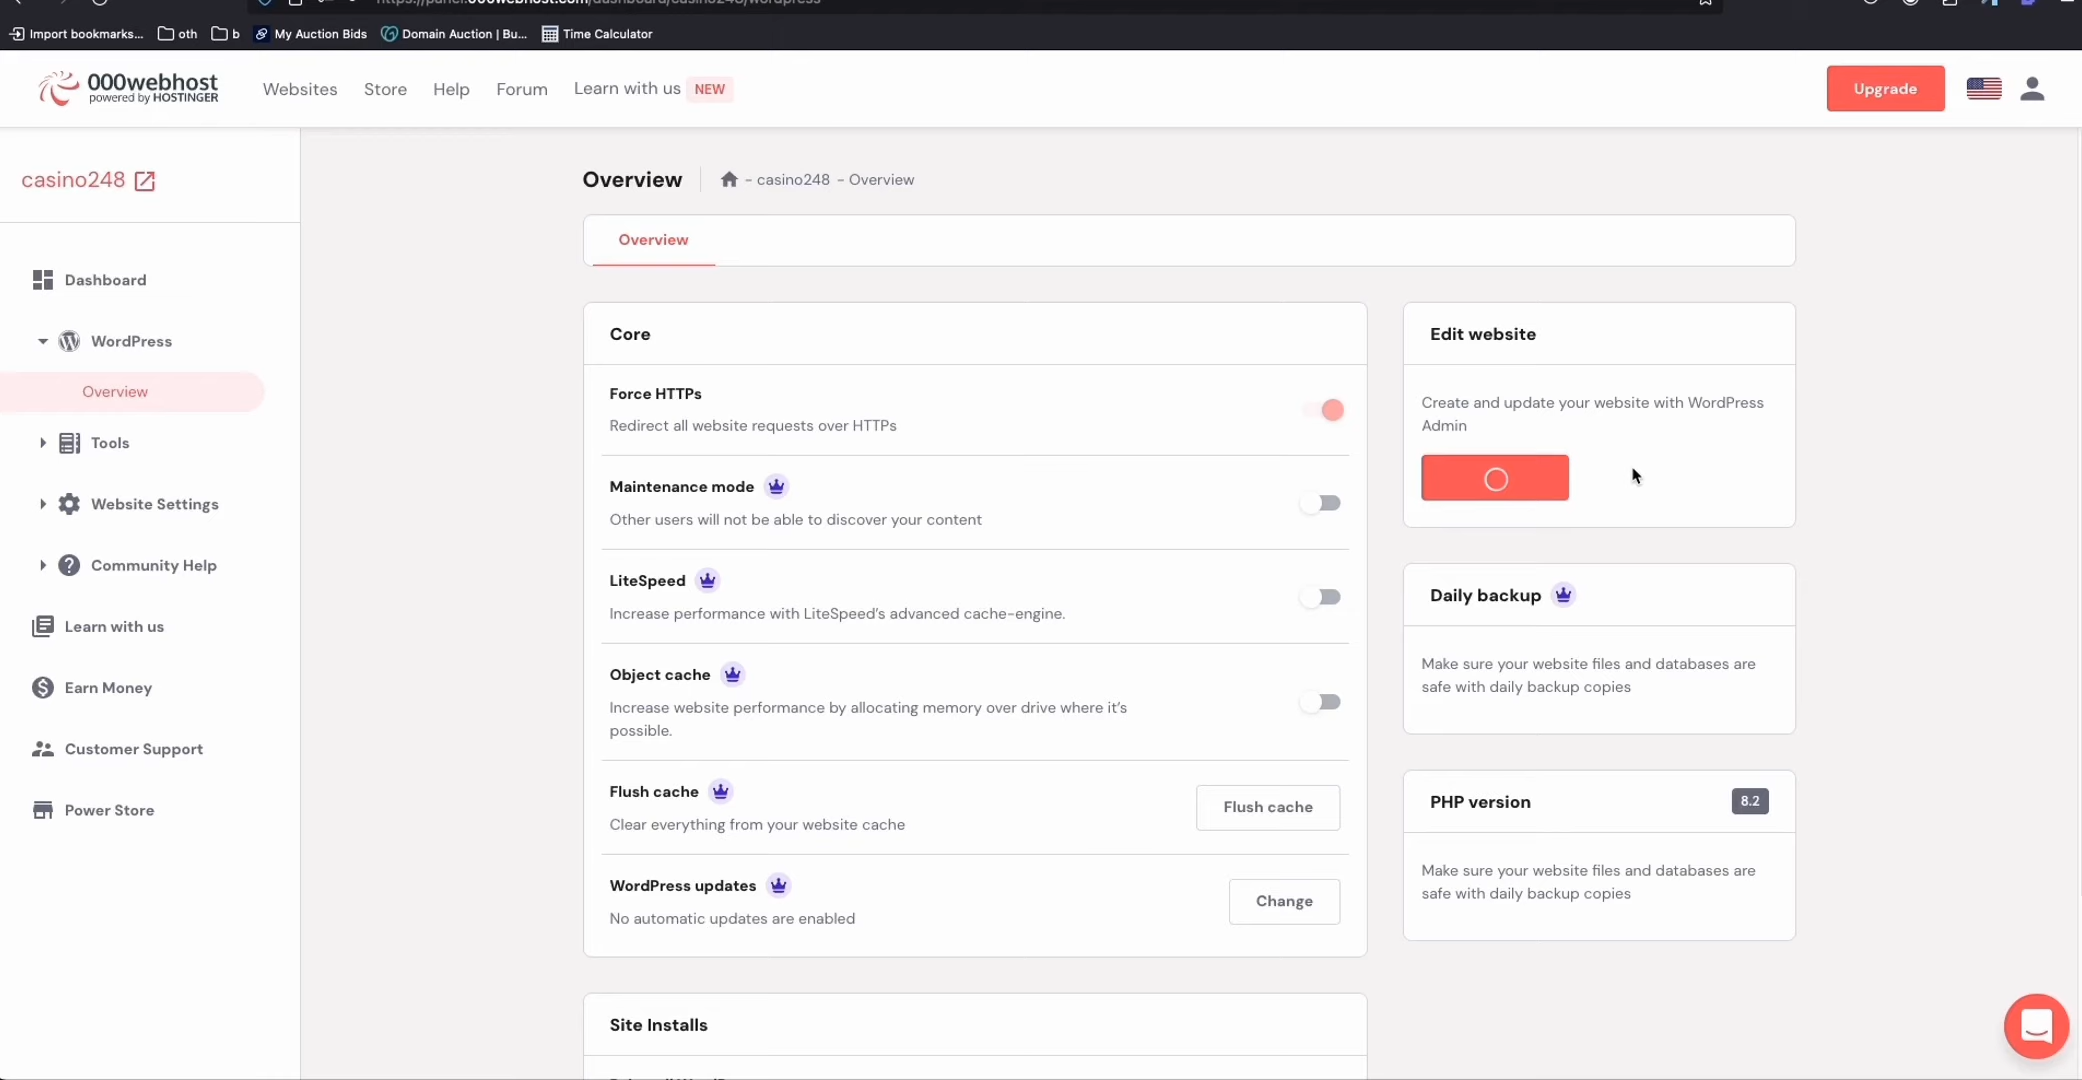 https://panel.000webhost.com/dashboard/casino248/wordpress
Import bookmarks... oth b My Auction Bids Domain Auction | Bu... Time Calculator
000webhost
powered by HOSTINGER
Websites Store Help Forum Learn with us NEW
Upgrade
casino248
Overview - casino248 - Overview
Overview
Dashboard
WordPress
Overview
Tools
Website Settings
Community Help
Learn with us
Earn Money
Customer Support
Power Store
Core
Force HTTPs
Redirect all website requests over HTTPs
Maintenance mode
Other users will not be able to discover your content
LiteSpeed
Increase performance with LiteSpeed's advanced cache-engine.
Object cache
Increase website performance by allocating memory over drive where it's
possible.
Flush cache
Clear everything from your website cache
Flush cache
WordPress updates
No automatic updates are enabled
Change
Site Installs
Edit website
Create and update your website with WordPress
Admin
Daily backup
Make sure your website files and databases are
safe with daily backup copies
PHP version 8.2
Make sure your website files and databases are
safe with daily backup copies